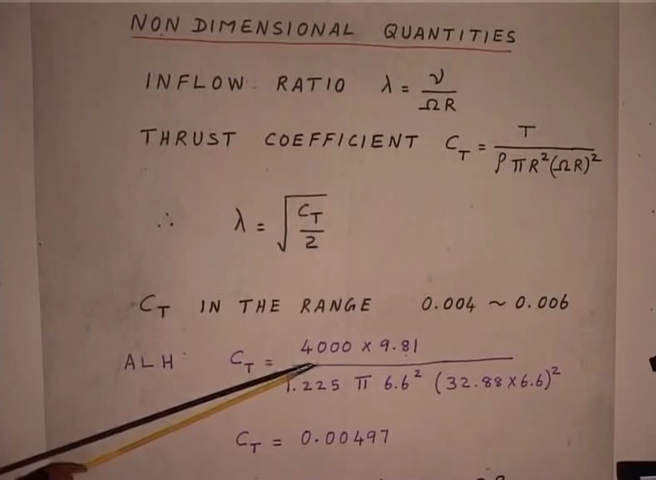 NON DIMENSIONAL QUANTITIES
INFLOW RATIO λ = ν / ΩR
THRUST COEFFICIENT C_T = T / ρ π R² (ΩR)²
∴ λ = √(C_T / 2)
C_T IN THE RANGE 0.004 ~ 0.006
ALH C_T = 4000 × 9.81 / 1.225 π 6.6² (32.88 × 6.6)²
C_T = 0.00497